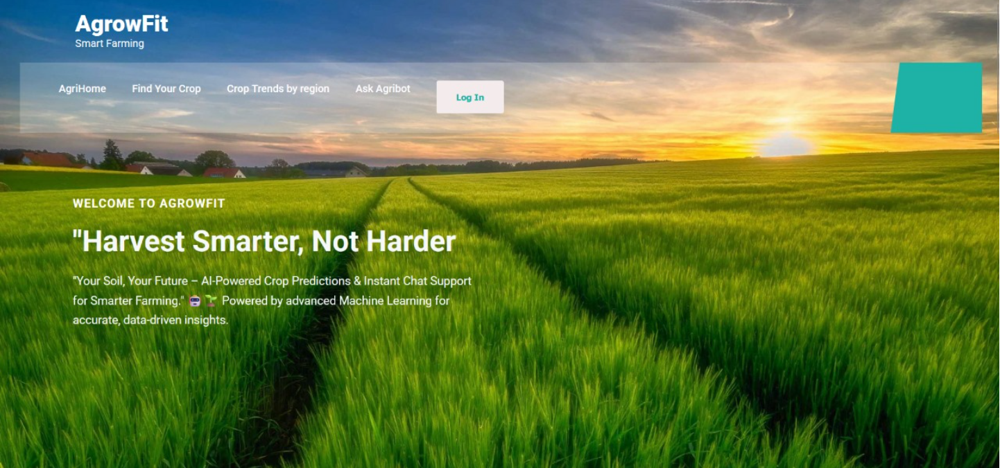 AgrowFit
Smart Farming
AgriHome Find Your Crop Crop Trends by region Ask Agribot Log In
WELCOME TO AGROWFIT
"Harvest Smarter, Not Harder
"Your Soil, Your Future – AI-Powered Crop Predictions & Instant Chat Support
for Smarter Farming." 🤖 🌱 Powered by advanced Machine Learning for
accurate, data-driven insights.